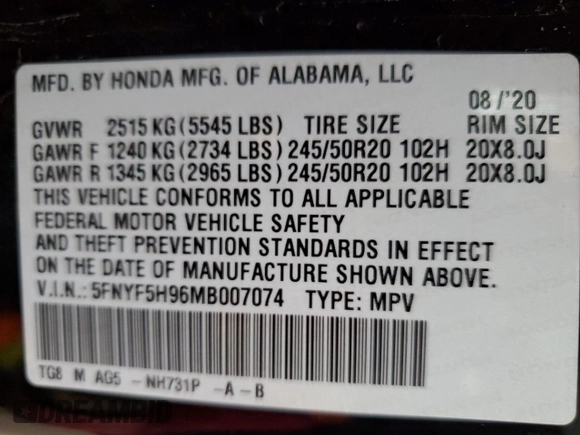 MFD. BY HONDA MFG. OF ALABAMA, LLC
08/'20
GVWR 2515 KG (5545 LBS) TIRE SIZE RIM SIZE
GAWR F 1240 KG (2734 LBS) 245/50R20 102H 20X8.0J
GAWR R 1345 KG (2965 LBS) 245/50R20 102H 20X8.0J
THIS VEHICLE CONFORMS TO ALL APPLICABLE
FEDERAL MOTOR VEHICLE SAFETY
AND THEFT PREVENTION STANDARDS IN EFFECT
ON THE DATE OF MANUFACTURE SHOWN ABOVE.
V.I.N.: 5FNYF5H96MB007074 TYPE: MPV
TG8 M AG5 - NH731P - A - B
DREAMBID